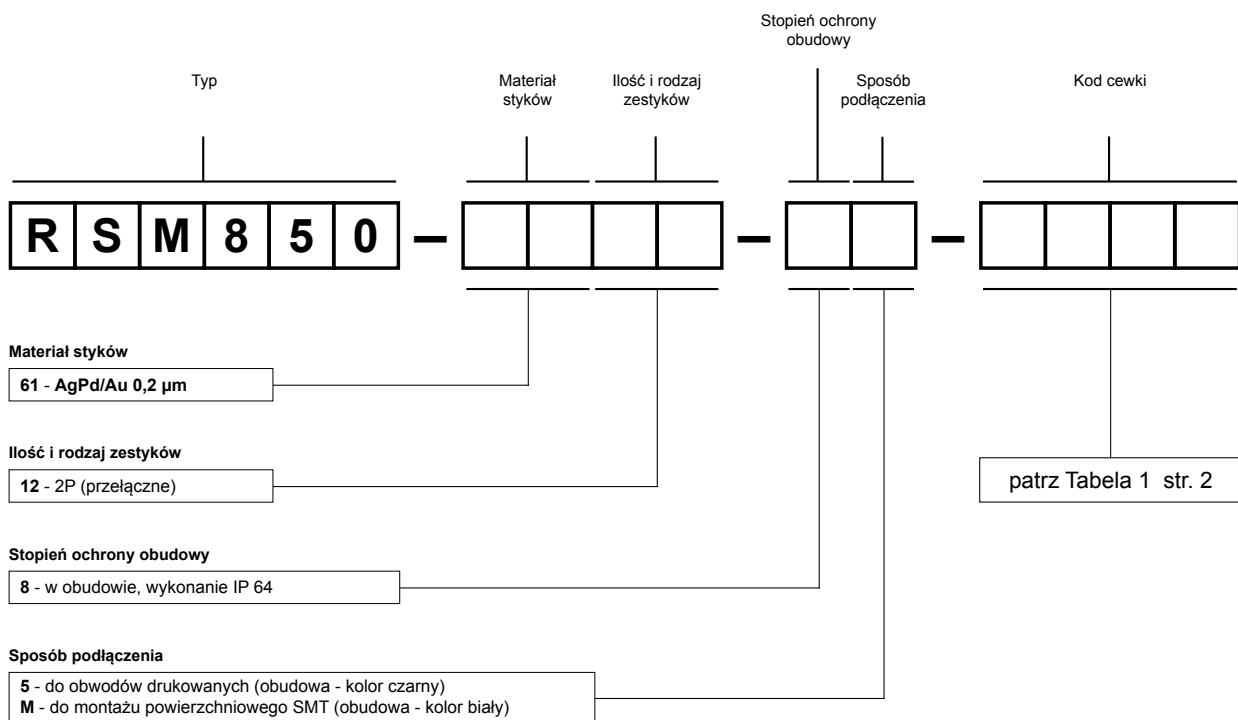 Stopień ochrony
obudowy
Typ
Materiał
styków
Ilość i rodzaj
zestyków
Sposób
podłączenia
Kod cewki
R S M 8 5 0 – – –
Materiał styków
61 - AgPd/Au 0,2 µm
Ilość i rodzaj zestyków
12 - 2P (przełączne)
patrz Tabela 1 str. 2
Stopień ochrony obudowy
8 - w obudowie, wykonanie IP 64
Sposób podłączenia
5 - do obwodów drukowanych (obudowa - kolor czarny)
M - do montażu powierzchniowego SMT (obudowa - kolor biały)